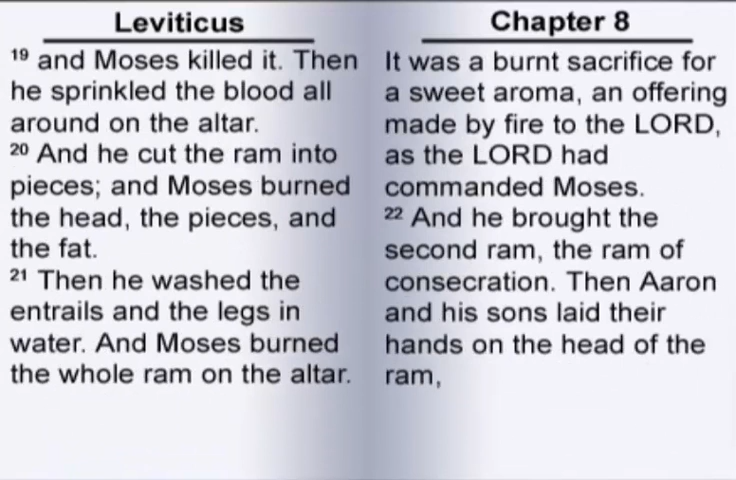 Leviticus
¹⁹ and Moses killed it. Then
he sprinkled the blood all
around on the altar.
²⁰ And he cut the ram into
pieces; and Moses burned
the head, the pieces, and
the fat.
²¹ Then he washed the
entrails and the legs in
water. And Moses burned
the whole ram on the altar.
Chapter 8
It was a burnt sacrifice for
a sweet aroma, an offering
made by fire to the LORD,
as the LORD had
commanded Moses.
²² And he brought the
second ram, the ram of
consecration. Then Aaron
and his sons laid their
hands on the head of the
ram,